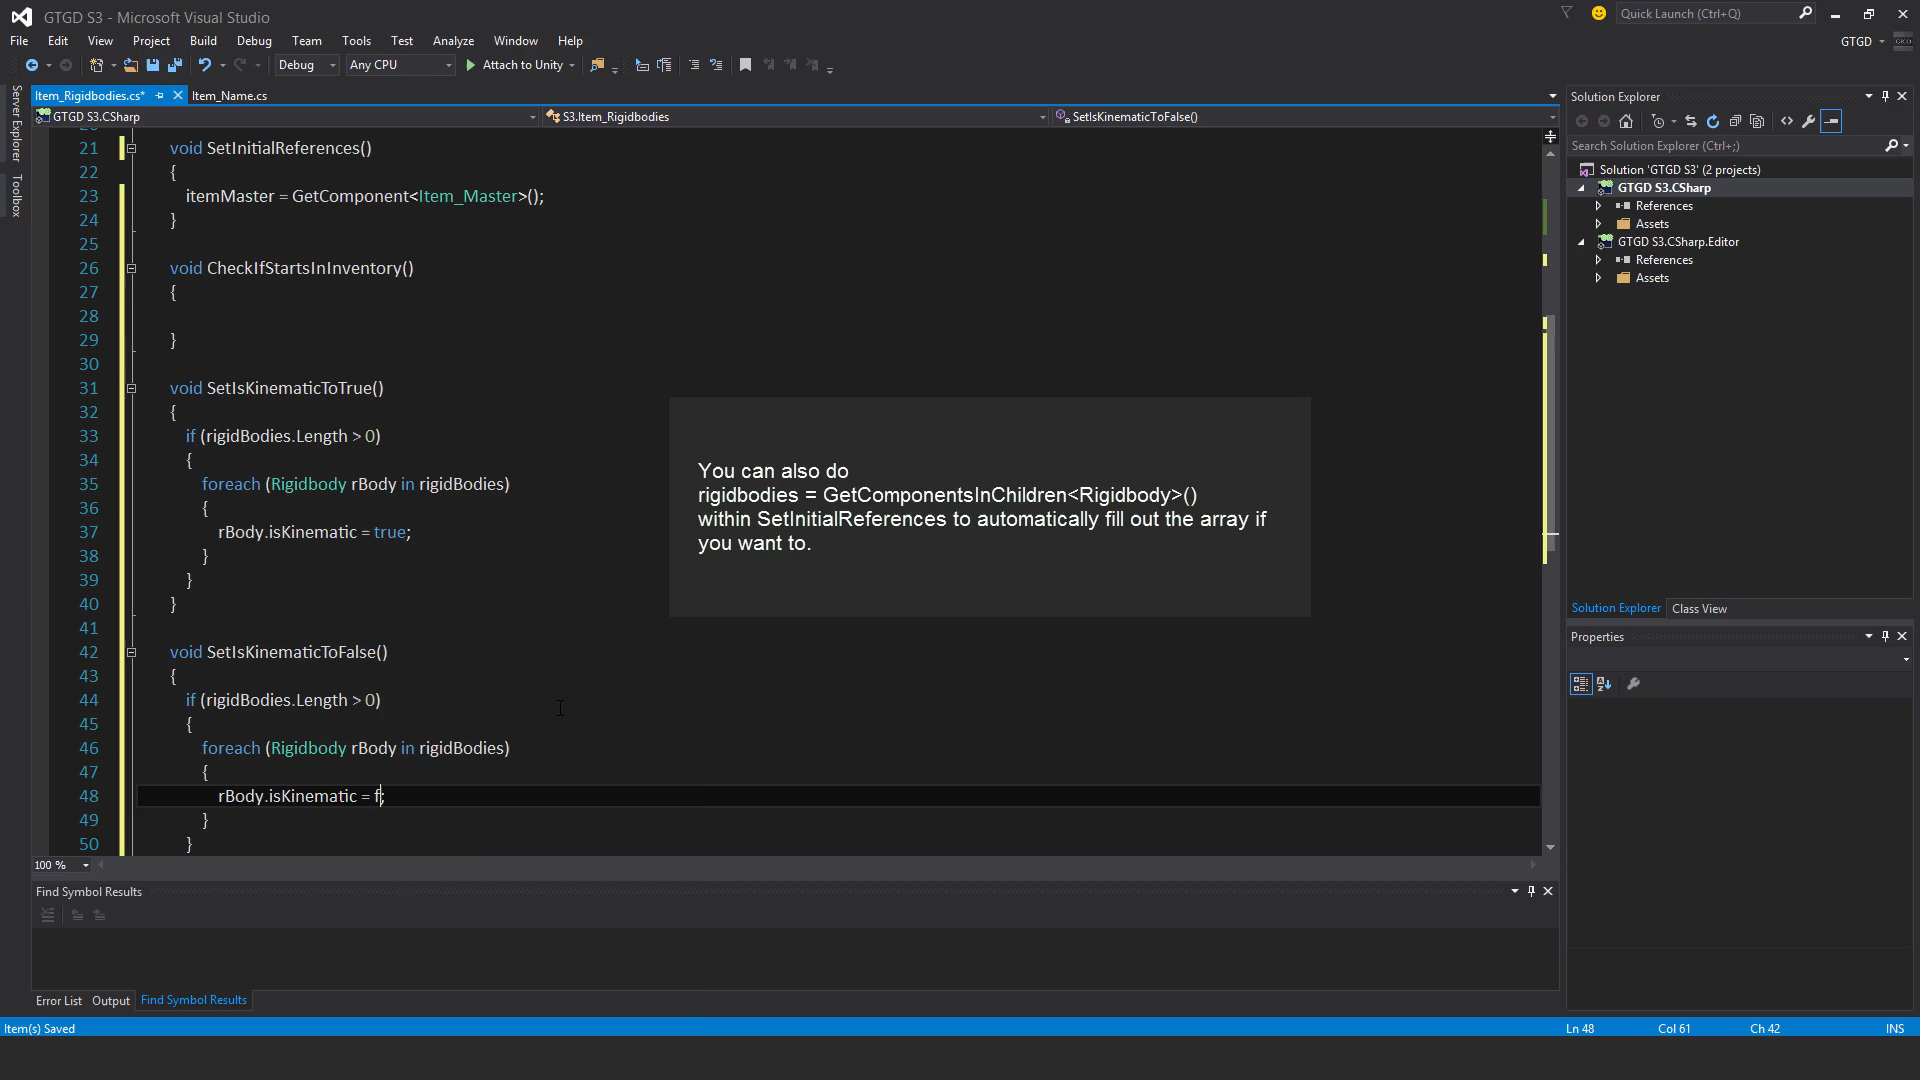 GTGD S3 - Microsoft Visual Studio
Quick Launch (Ctrl+Q)
File Edit View Project Build Debug Team Tools Test Analyze Window Help
GTGD
Debug Any CPU Attach to Unity
Server Explorer
Toolbox
Item_Rigidbodies.cs* Item_Name.cs
GTGD S3.CSharp S3.Item_Rigidbodies SetIsKinematicToFalse()
21 void SetInitialReferences()
22 {
23 itemMaster = GetComponent<Item_Master>();
24 }
25
26 void CheckIfStartsInInventory()
27 {
28
29 }
30
31 void SetIsKinematicToTrue()
32 {
33 if (rigidBodies.Length > 0)
34 {
35 foreach (Rigidbody rBody in rigidBodies)
36 {
37 rBody.isKinematic = true;
38 }
39 }
40 }
41
42 void SetIsKinematicToFalse()
43 {
44 if (rigidBodies.Length > 0)
45 {
46 foreach (Rigidbody rBody in rigidBodies)
47 {
48 rBody.isKinematic = f;
49 }
50 }
You can also do
rigidbodies = GetComponentsInChildren<Rigidbody>()
within SetInitialReferences to automatically fill out the array if
you want to.
100 %
Find Symbol Results
Error List Output Find Symbol Results
Solution Explorer
Search Solution Explorer (Ctrl+;)
Solution 'GTGD S3' (2 projects)
GTGD S3.CSharp
References
Assets
GTGD S3.CSharp.Editor
References
Assets
Solution Explorer Class View
Properties
Item(s) Saved Ln 48 Col 61 Ch 42 INS